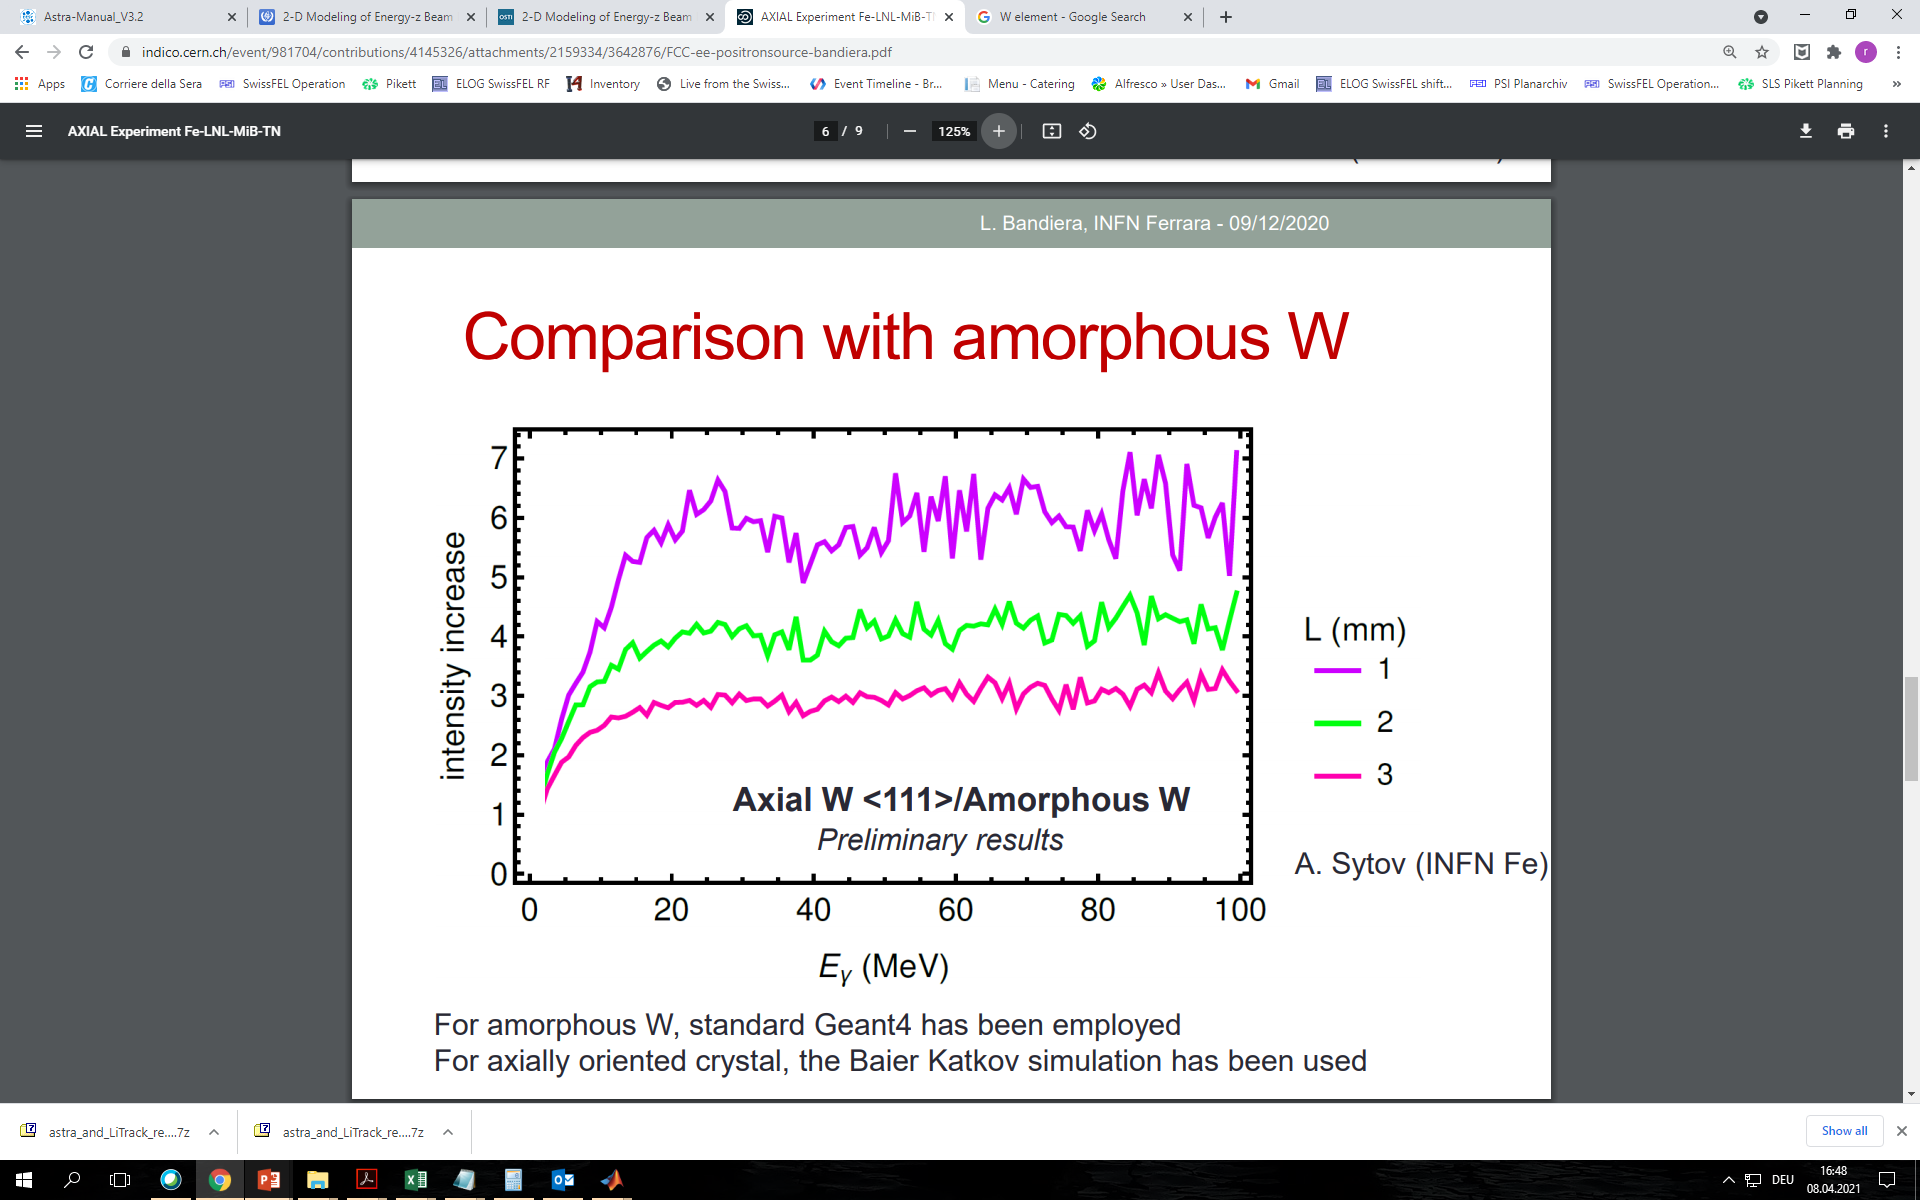 Astra-Manual_V3.2
2-D Modeling of Energy-z Beam
2-D Modeling of Energy-z Beam
AXIAL Experiment Fe-LNL-MiB-T
W element - Google Search
indico.cern.ch/event/981704/contributions/4145326/attachments/2159334/3642876/FCC-ee-positronsource-bandiera.pdf
r
Apps
Corriere della Sera
SwissFEL Operation
Pikett
ELOG SwissFEL RF
Inventory
Live from the Swiss...
Event Timeline - Br...
Menu - Catering
Alfresco » User Das...
Gmail
ELOG SwissFEL shift...
PSI Planarchiv
SwissFEL Operation...
SLS Pikett Planning
»
AXIAL Experiment Fe-LNL-MiB-TN
6 / 9
125%
L. Bandiera, INFN Ferrara - 09/12/2020
Comparison with amorphous W
intensity increase
7
6
5
4
3
2
1
0
0 20 40 60 80 100
Eγ (MeV)
Axial W <111>/Amorphous W
Preliminary results
L (mm)
1
2
3
A. Sytov (INFN Fe)
For amorphous W, standard Geant4 has been employed
For axially oriented crystal, the Baier Katkov simulation has been used
astra_and_LiTrack_re....7z
astra_and_LiTrack_re....7z
Show all
DEU
16:48
08.04.2021